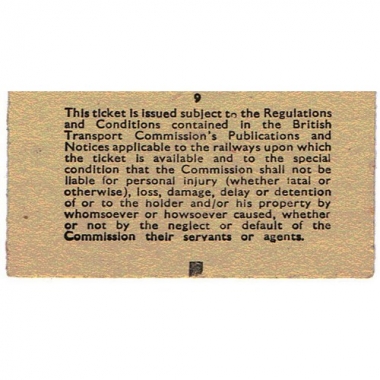 9
This ticket is issued subject to the Regulations
and Conditions contained in the British
Transport Commission's Publications and
Notices applicable to the railways upon which
the ticket is available and to the special
condition that the Commission shall not be
liable for personal injury (whether fatal or
otherwise), loss, damage, delay or detention
of or to the holder and/or his property by
whomsoever or howsoever caused, whether
or not by the neglect or default of the
Commission their servants or agents.